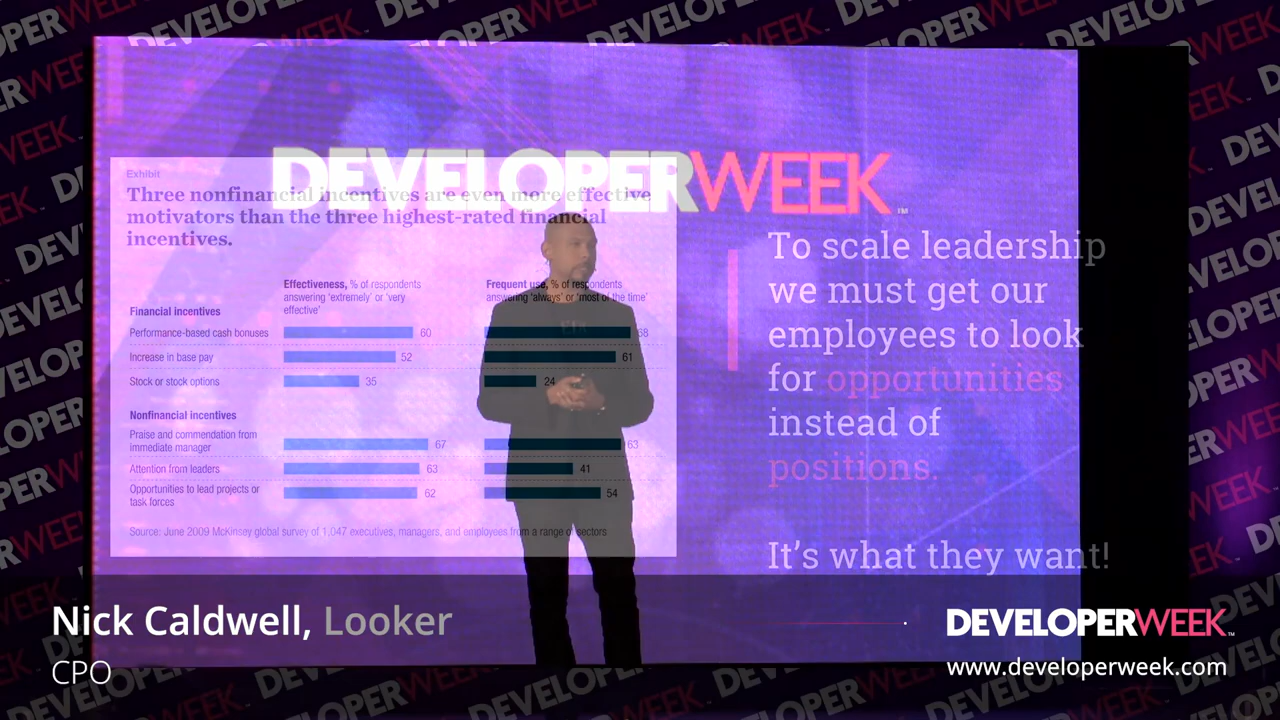 DEVELOPERWEEK™
Exhibit
Three nonfinancial incentives are even more effective
motivators than the three highest-rated financial
incentives.
Effectiveness, % of respondents
answering 'extremely' or 'very
effective'
Frequent use, % of respondents
answering 'always' or 'most of the time'
Financial incentives
Performance-based cash bonuses 60 68
Increase in base pay 52 61
Stock or stock options 35 24
Nonfinancial incentives
Praise and commendation from
immediate manager 67 63
Attention from leaders 63 41
Opportunities to lead projects or
task forces 62 54
Source: June 2009 McKinsey global survey of 1,047 executives, managers, and employees from a range of sectors
To scale leadership
we must get our
employees to look
for opportunities
instead of
positions.
It's what they want!
Nick Caldwell, Looker
CPO
DEVELOPERWEEK™
www.developerweek.com